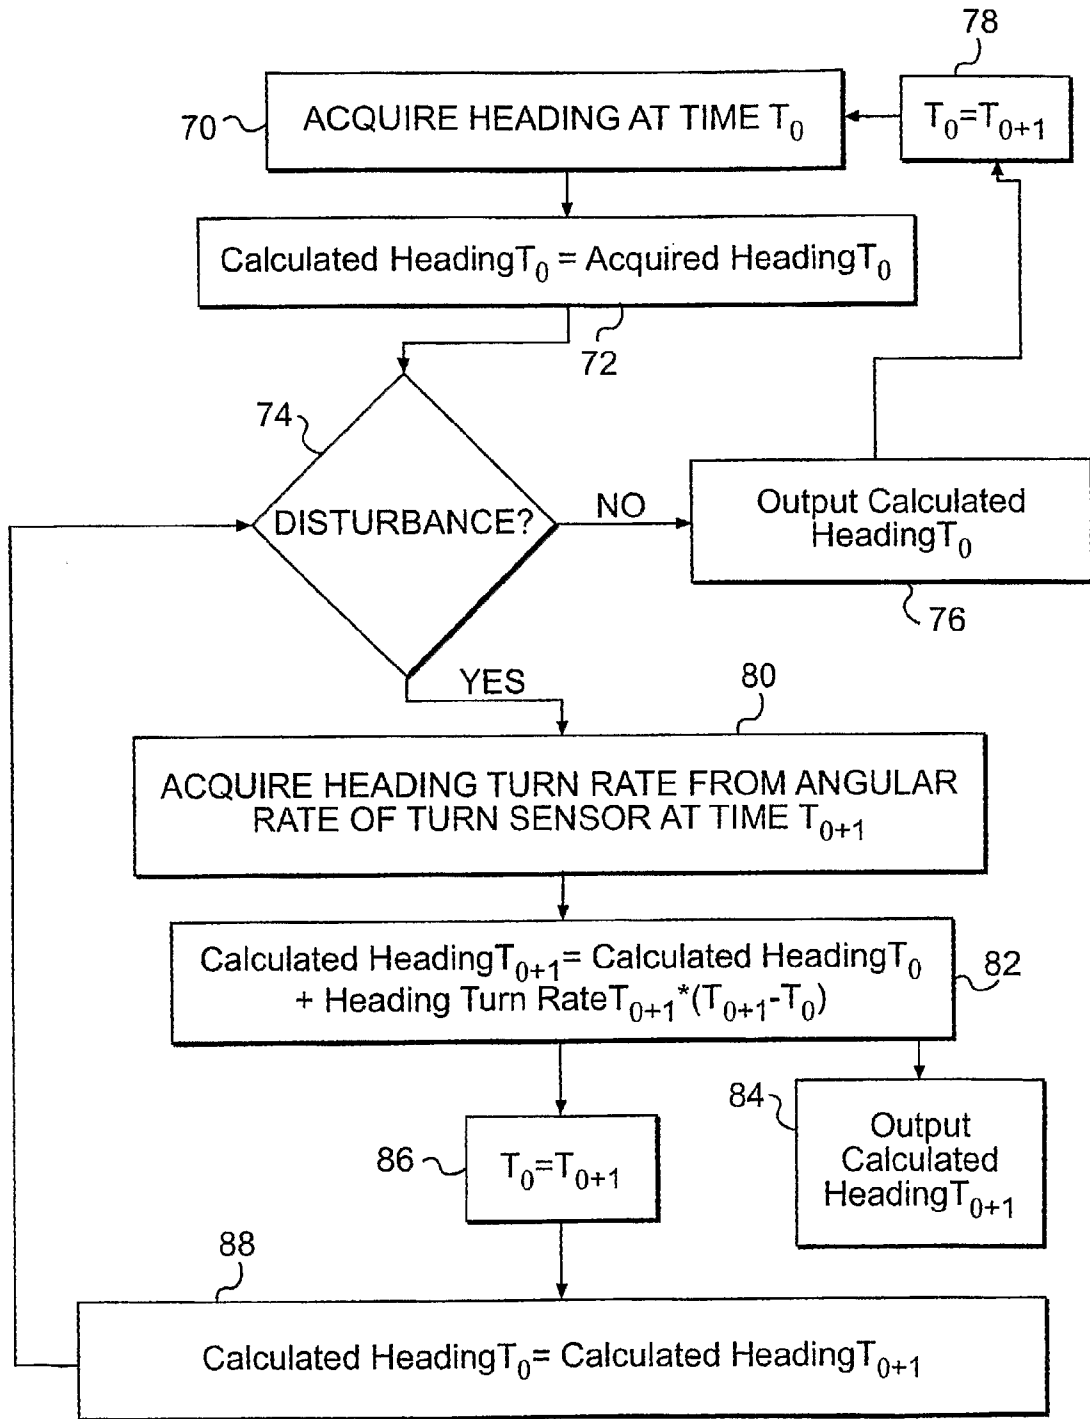 78
70
ACQUIRE HEADING AT TIME T₀
T₀=T₀₊₁
Calculated HeadingT₀ = Acquired HeadingT₀
72
74
DISTURBANCE?
NO
Output Calculated
HeadingT₀
76
YES
80
ACQUIRE HEADING TURN RATE FROM ANGULAR
RATE OF TURN SENSOR AT TIME T₀₊₁
Calculated HeadingT₀₊₁= Calculated HeadingT₀
+ Heading Turn RateT₀₊₁*(T₀₊₁-T₀)
82
84
Output
Calculated
HeadingT₀₊₁
86
T₀=T₀₊₁
88
Calculated HeadingT₀= Calculated HeadingT₀₊₁